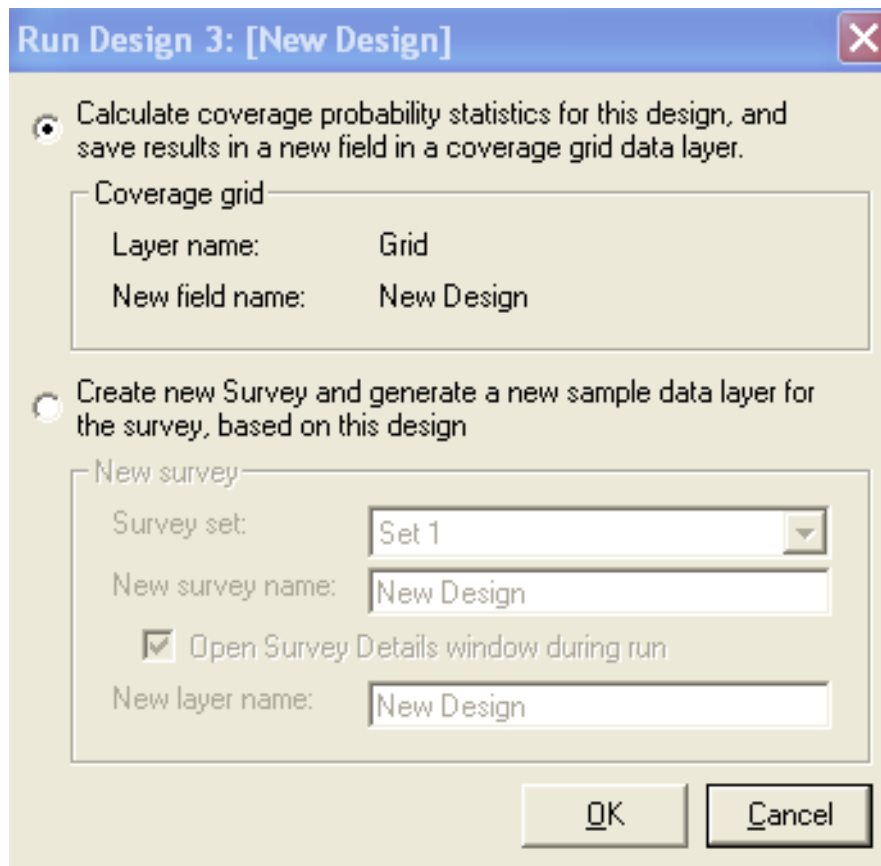 Run Design 3: [New Design]
Calculate coverage probability statistics for this design, and
save results in a new field in a coverage grid data layer.
Coverage grid
Layer name: Grid
New field name: New Design
Create new Survey and generate a new sample data layer for
the survey, based on this design
New survey
Survey set: Set 1
New survey name: New Design
Open Survey Details window during run
New layer name: New Design
OK Cancel